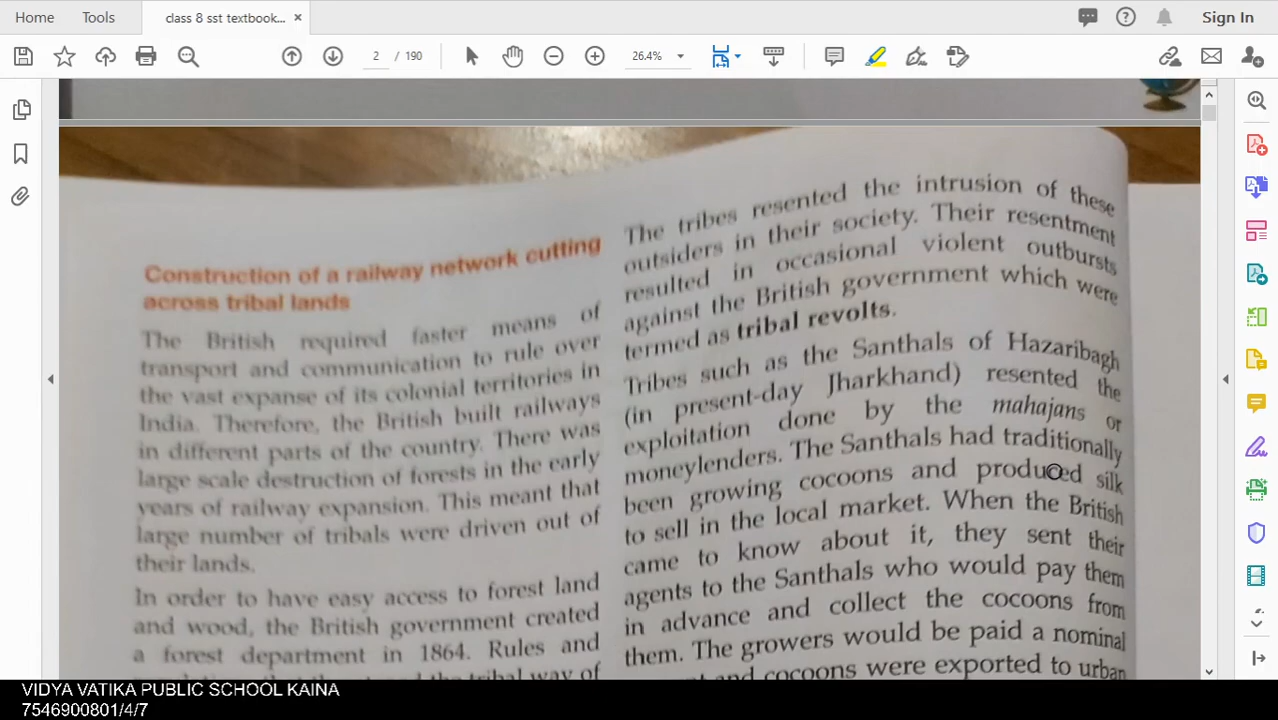 Home
Tools
class 8 sst textbook...
Sign In
2 / 190
26.4%
Construction of a railway network cutting
across tribal lands
The British required faster means of
transport and communication to rule over
the vast expanse of its colonial territories in
India. Therefore, the British built railways
in different parts of the country. There was
large scale destruction of forests in the early
years of railway expansion. This meant that
large number of tribals were driven out of
their lands.
In order to have easy access to forest land
and wood, the British government created
a forest department in 1864. Rules and
the tribal way of
The tribes resented the intrusion of these
outsiders in their society. Their resentment
resulted in occasional violent outbursts
against the British government which were
termed as tribal revolts.
Tribes such as the Santhals of Hazaribagh
(in present-day Jharkhand) resented the
exploitation done by the mahajans or
moneylenders. The Santhals had traditionally
been growing cocoons and produced silk
to sell in the local market. When the British
came to know about it, they sent their
agents to the Santhals who would pay them
in advance and collect the cocoons from
them. The growers would be paid a nominal
and cocoons were exported to urban
VIDYA VATIKA PUBLIC SCHOOL KAINA
7546900801/4/7